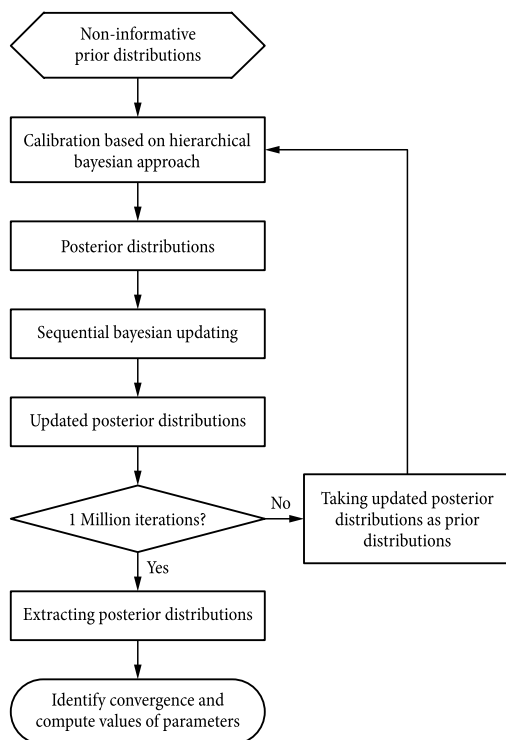 Non-informative
prior distributions
Calibration based on hierarchical
bayesian approach
Posterior distributions
Sequential bayesian updating
Updated posterior distributions
1 Million iterations?
No
Taking updated posterior
distributions as prior
distributions
Yes
Extracting posterior distributions
Identify convergence and
compute values of parameters